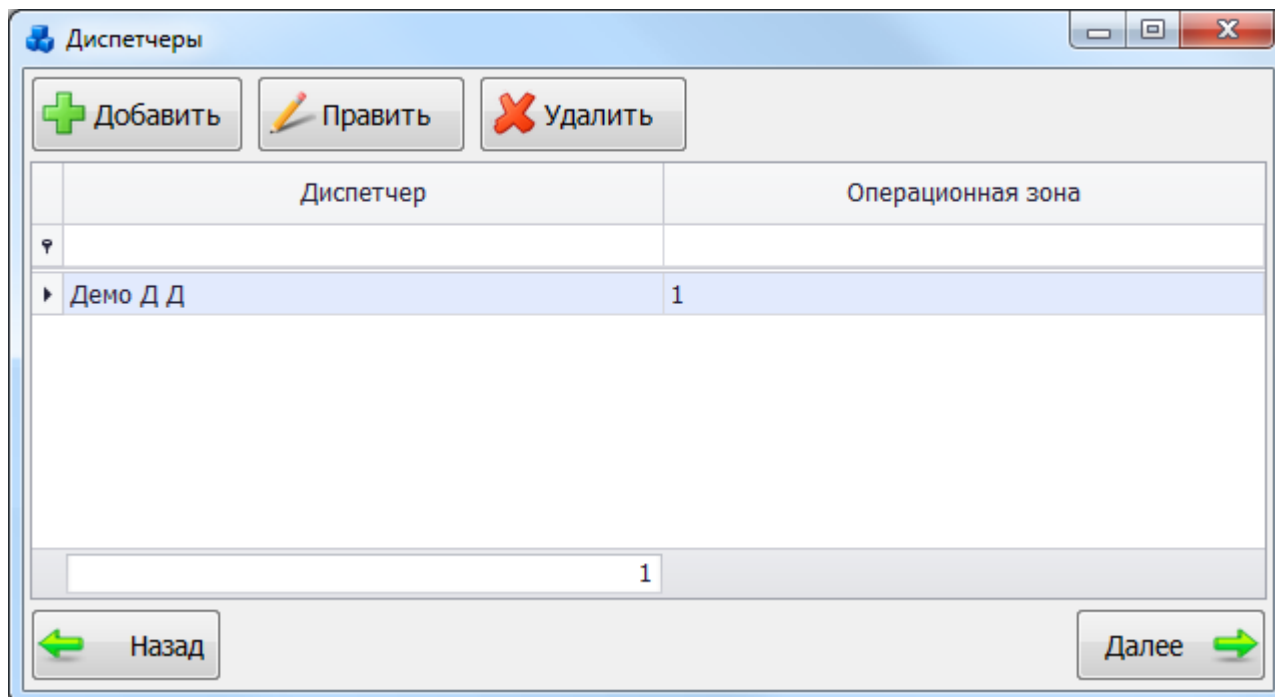 Диспетчеры
Добавить Править Удалить
Диспетчер Операционная зона
Демо Д Д 1
1
Назад Далее